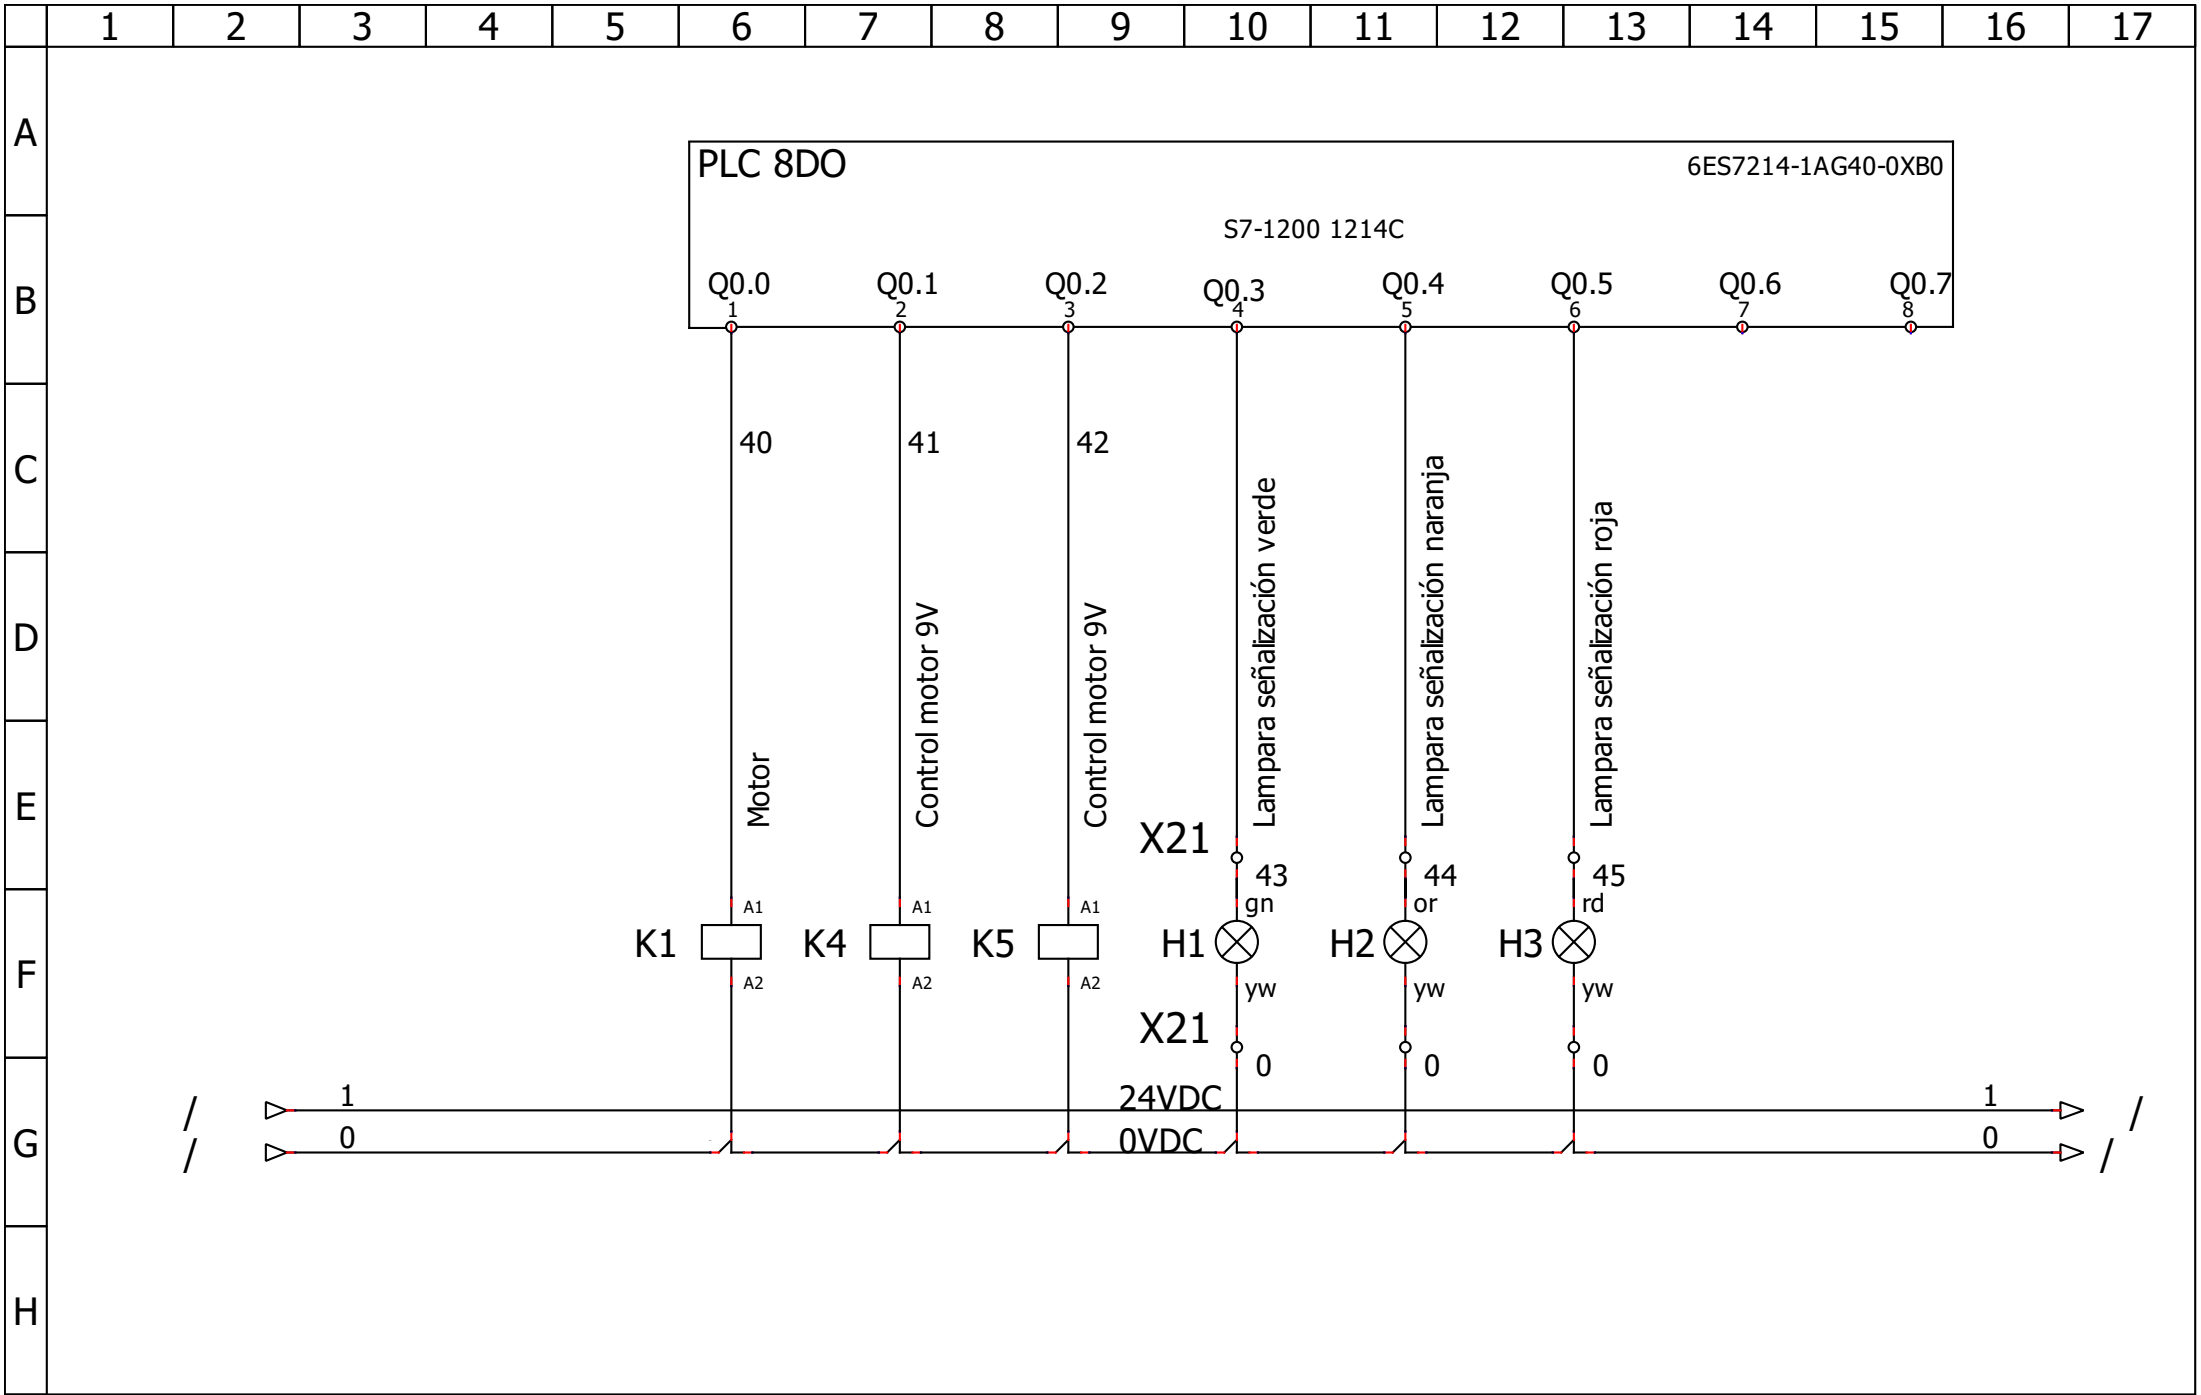 1 2 3 4 5 6 7 8 9 10 11 12 13 14 15 16 17
A
PLC 8DO 6ES7214-1AG40-0XB0
S7-1200 1214C
B
Q0.0 Q0.1 Q0.2 Q0.3 Q0.4 Q0.5 Q0.6 Q0.7
1 2 3 4 5 6 7 8
C
40 41 42
D
Motor
Control motor 9V
Control motor 9V
Lampara señalización verde
Lampara señalización naranja
Lampara señalización roja
E
X21
43 44 45
A1 A1 A1 gn or rd
K1 K4 K5 H1 H2 H3
F
A2 A2 A2 yw yw yw
X21
0 0 0
/ 1 24VDC 1 /
G
/ 0 0VDC 0 /
H